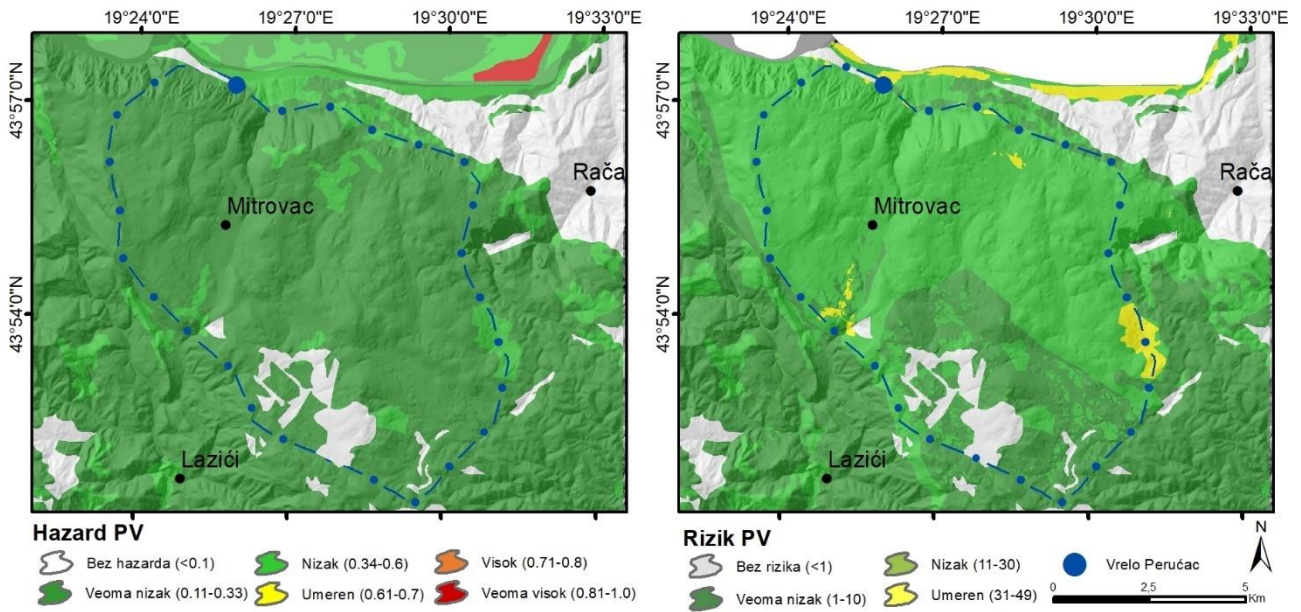 19°24'0"E 19°27'0"E 19°30'0"E 19°33'0"E
19°24'0"E 19°27'0"E 19°30'0"E 19°33'0"E
43°57'0"N
43°54'0"N
Rača
Mitrovac
Lazići
43°57'0"N
43°54'0"N
Rača
Mitrovac
Lazići
Hazard PV
Bez hazarda (<0.1)
Nizak (0.34-0.6)
Visok (0.71-0.8)
Veoma nizak (0.11-0.33)
Umeren (0.61-0.7)
Veoma visok (0.81-1.0)
Rizik PV
Bez rizika (<1)
Nizak (11-30)
Vrelo Perućac
Veoma nizak (1-10)
Umeren (31-49)
N
0 2,5 5
Km